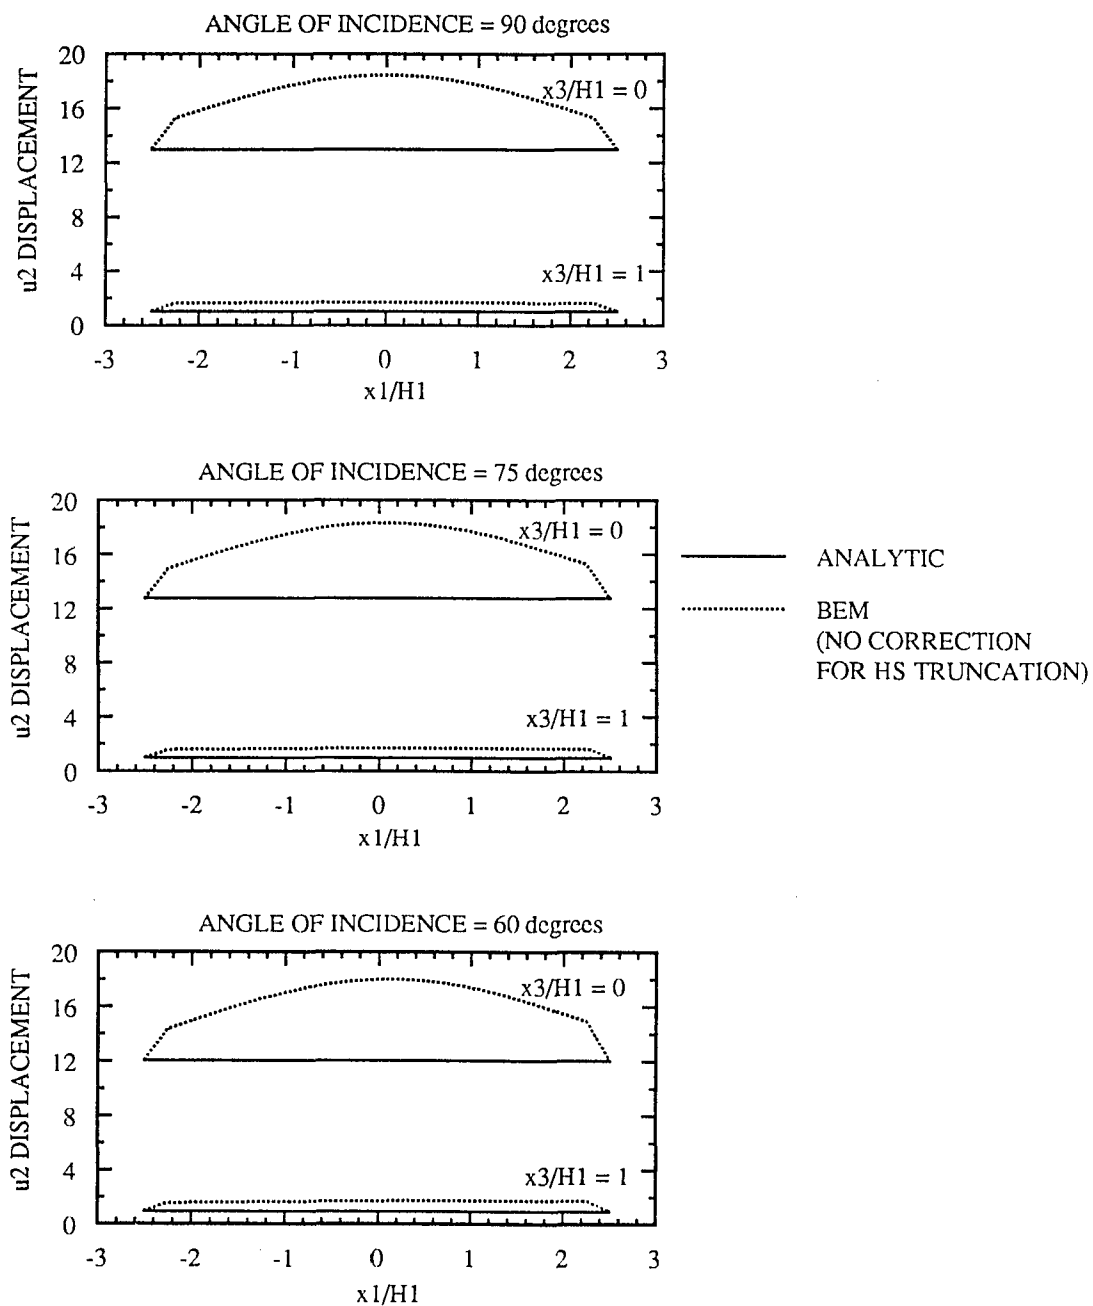 ANGLE OF INCIDENCE = 90 degrees
20
16
12
8
4
0
u2 DISPLACEMENT
x3/H1 = 0
x3/H1 = 1
-3 -2 -1 0 1 2 3
x1/H1
ANGLE OF INCIDENCE = 75 degrees
20
16
12
8
4
0
u2 DISPLACEMENT
x3/H1 = 0
x3/H1 = 1
-3 -2 -1 0 1 2 3
x1/H1
ANALYTIC
BEM
(NO CORRECTION
FOR HS TRUNCATION)
ANGLE OF INCIDENCE = 60 degrees
20
16
12
8
4
0
u2 DISPLACEMENT
x3/H1 = 0
x3/H1 = 1
-3 -2 -1 0 1 2 3
x1/H1